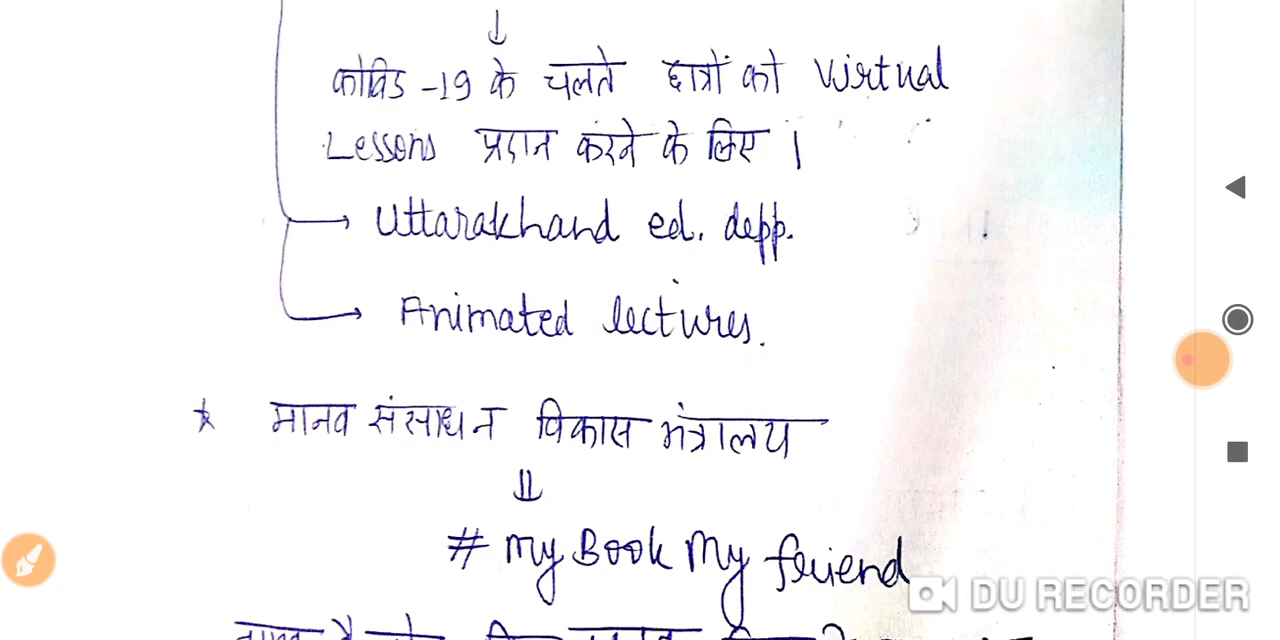 कोविड -19 के चलते छात्रों को Virtual
Lessons प्रदान करने के लिए |
Uttarakhand ed. depp.
Animated lectures.
* मानव संसाधन विकास मंत्रालय
# my Book My friend
DU RECORDER